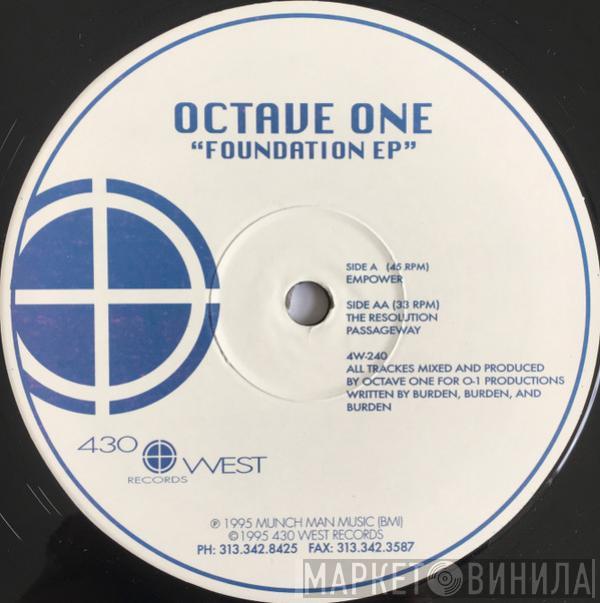 OCTAVE ONE
“FOUNDATION EP”
SIDE A (45 RPM)
EMPOWER
SIDE AA (33 RPM)
THE RESOLUTION
PASSAGEWAY
4W-240
ALL TRACKES MIXED AND PRODUCED
BY OCTAVE ONE FOR O-1 PRODUCTIONS
WRITTEN BY BURDEN, BURDEN, AND
BURDEN
430 WEST
RECORDS
℗ 1995 MUNCH MAN MUSIC (BMI)
©1995 430 WEST RECORDS
PH: 313.342.8425 FAX: 313.342.3587
МАРКЕТ ВИНИЛА